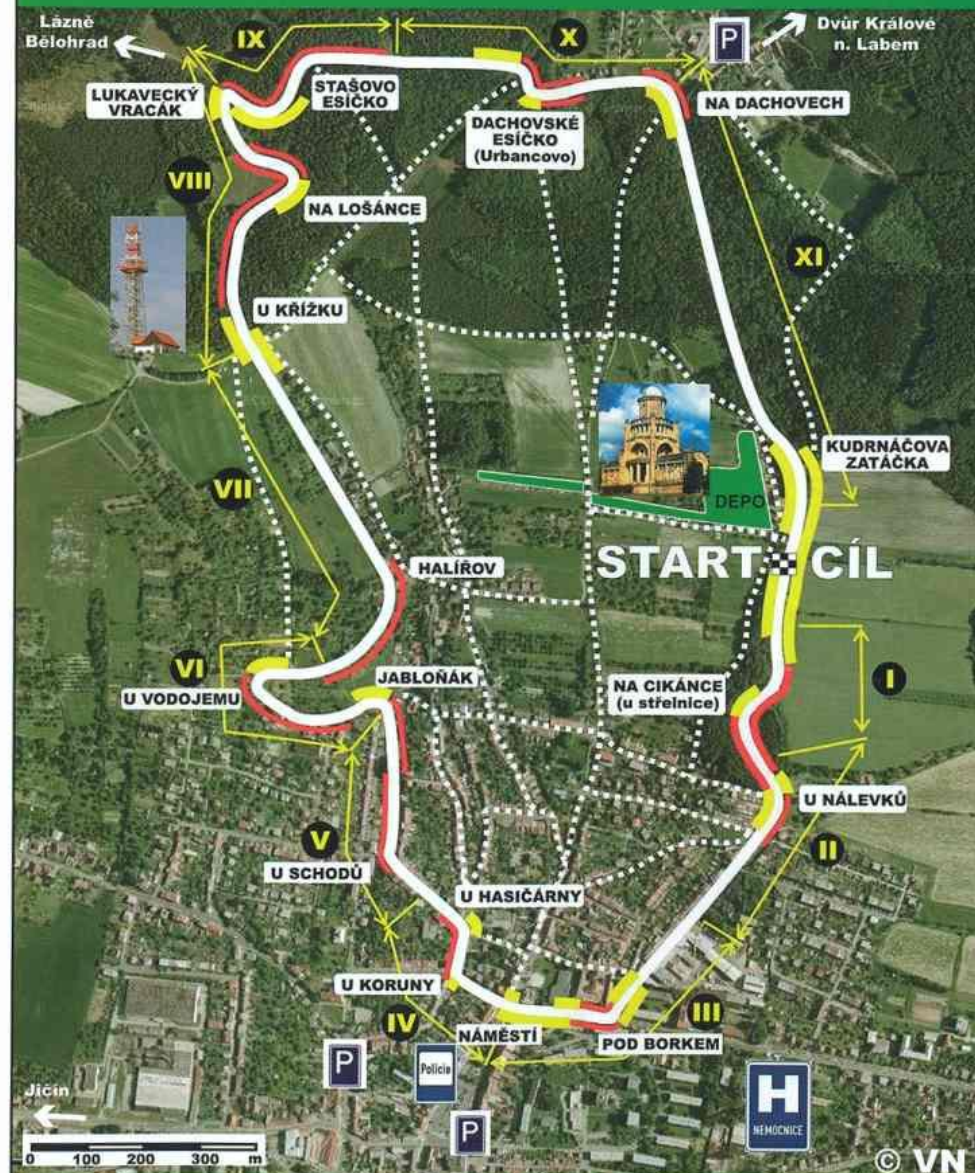 Lázně
Bělohrad
IX
X
P
Dvůr Králové
n. Labem
LUKAVECKÝ
VRACÁK
STAŠOVO
ESÍČKO
DACHOVSKÉ
ESÍČKO
(Urbancovo)
NA DACHOVECH
VIII
NA LOŠÁNCE
XI
U KŘÍŽKU
KUDRNÁČOVA
ZATÁČKA
VII
DEPO
START CÍL
HALÍŘOV
VI
U VODOJEMU
JABLOŇÁK
NA CIKÁNCE
(u střelnice)
I
U NÁLEVKŮ
II
V
U SCHODŮ
U HASIČÁRNY
U KORUNY
IV
NÁMĚSTÍ
III
POD BORKEM
P
Policie
H
NEMOCNICE
Jičín
P
0 100 200 300 m
© VN